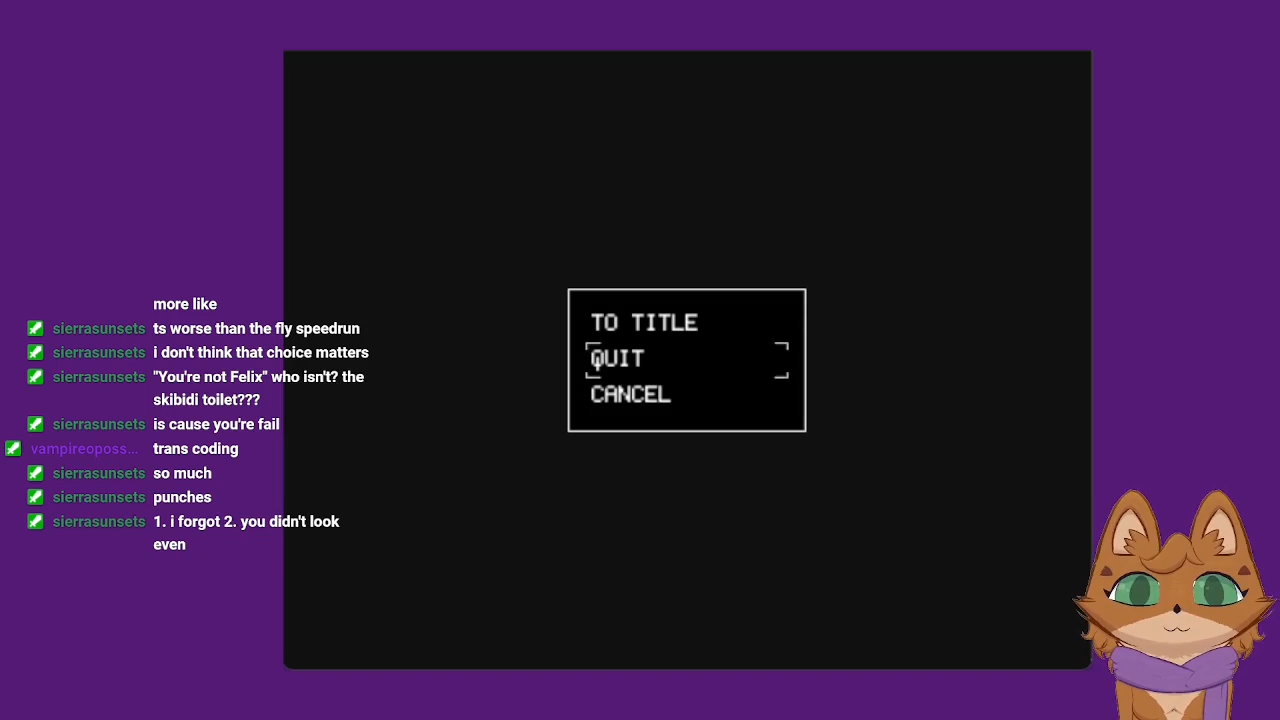 more like
sierrasunsets ts worse than the fly speedrun
sierrasunsets i don't think that choice matters
sierrasunsets "You're not Felix" who isn't? the
skibidi toilet???
sierrasunsets is cause you're fail
vampireoposs... trans coding
sierrasunsets so much
sierrasunsets punches
sierrasunsets 1. i forgot 2. you didn't look
even
TO TITLE
QUIT
CANCEL